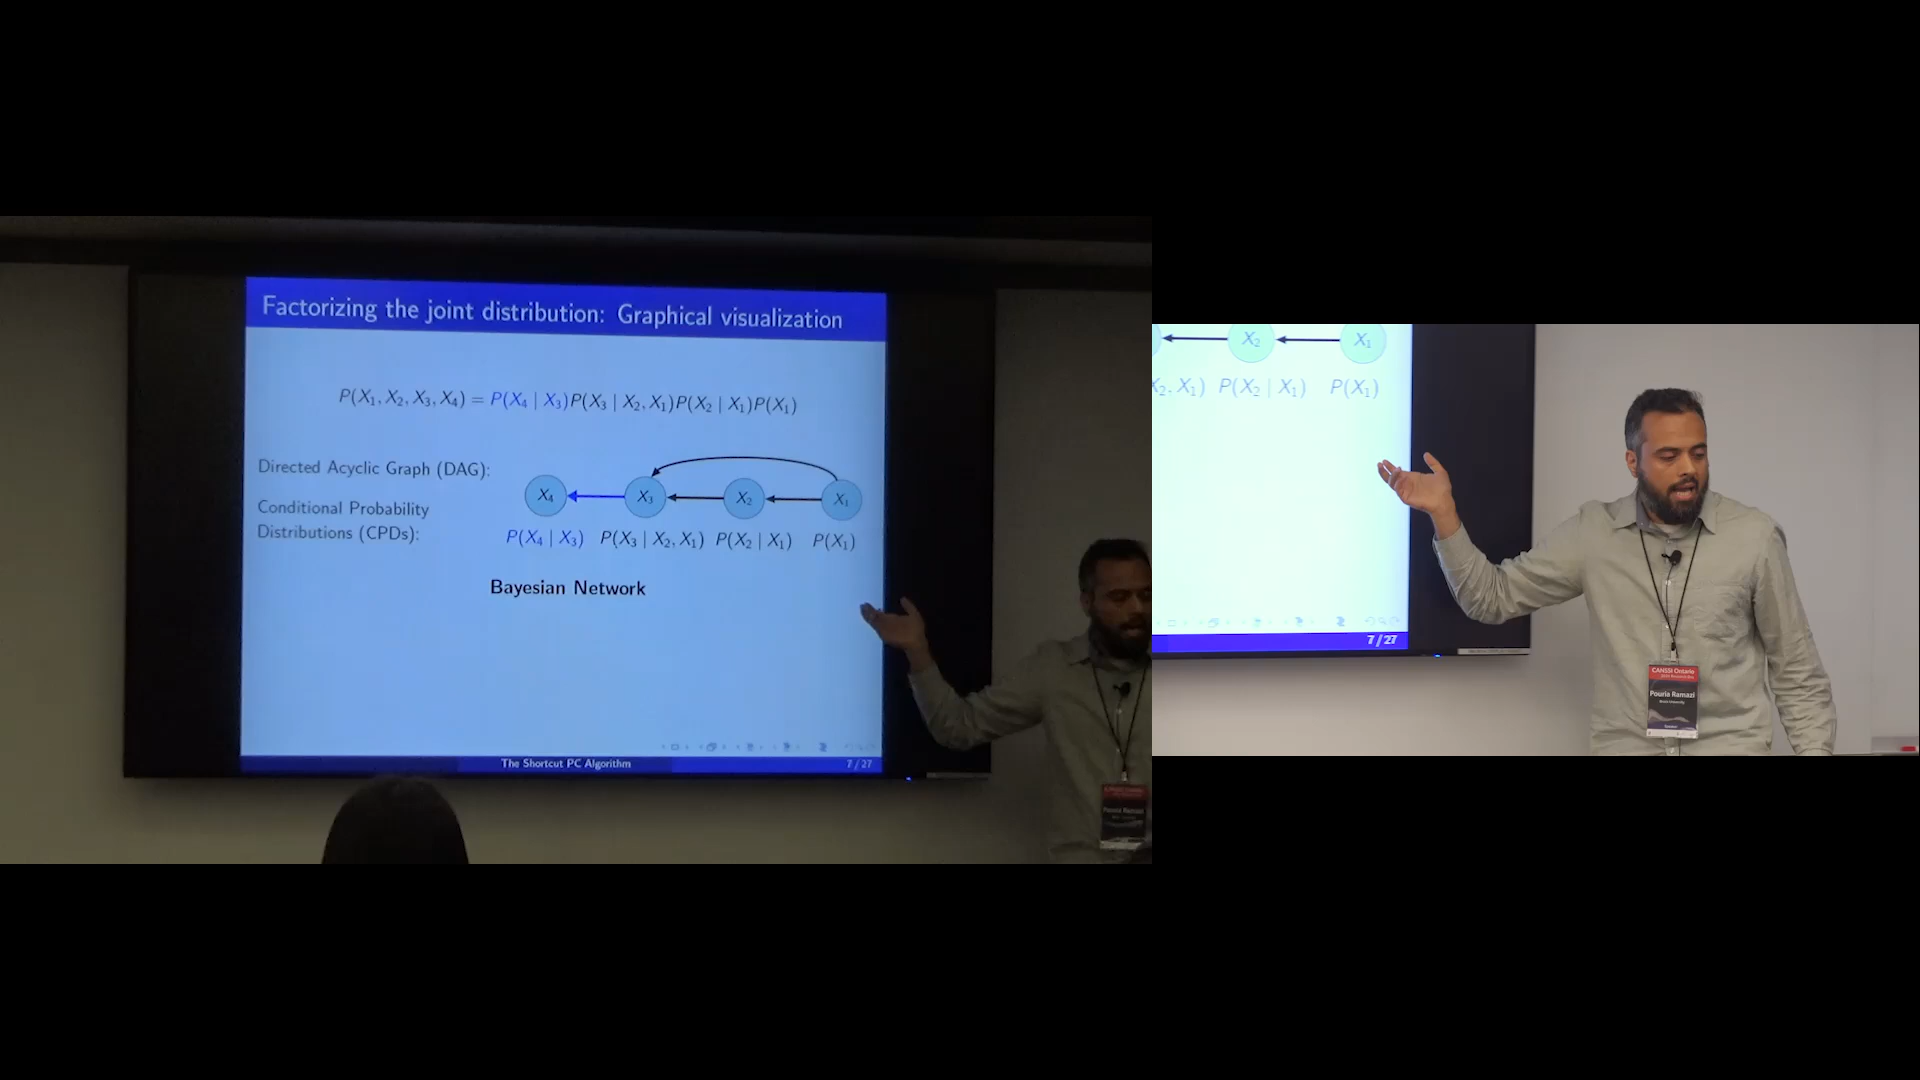 Factorizing the joint distribution: Graphical visualization
P(X₁, X₂, X₃, X₄) = P(X₄ | X₃)P(X₃ | X₂, X₁)P(X₂ | X₁)P(X₁)
Directed Acyclic Graph (DAG):
X₄ X₃ X₂ X₁
Conditional Probability
Distributions (CPDs):
P(X₄ | X₃) P(X₃ | X₂, X₁) P(X₂ | X₁) P(X₁)
Bayesian Network
The Shortcut PC Algorithm 7 / 27
X₂ X₁
X₂, X₁) P(X₂ | X₁) P(X₁)
7 / 27
CANSSI Ontario
Pouria Ramazi